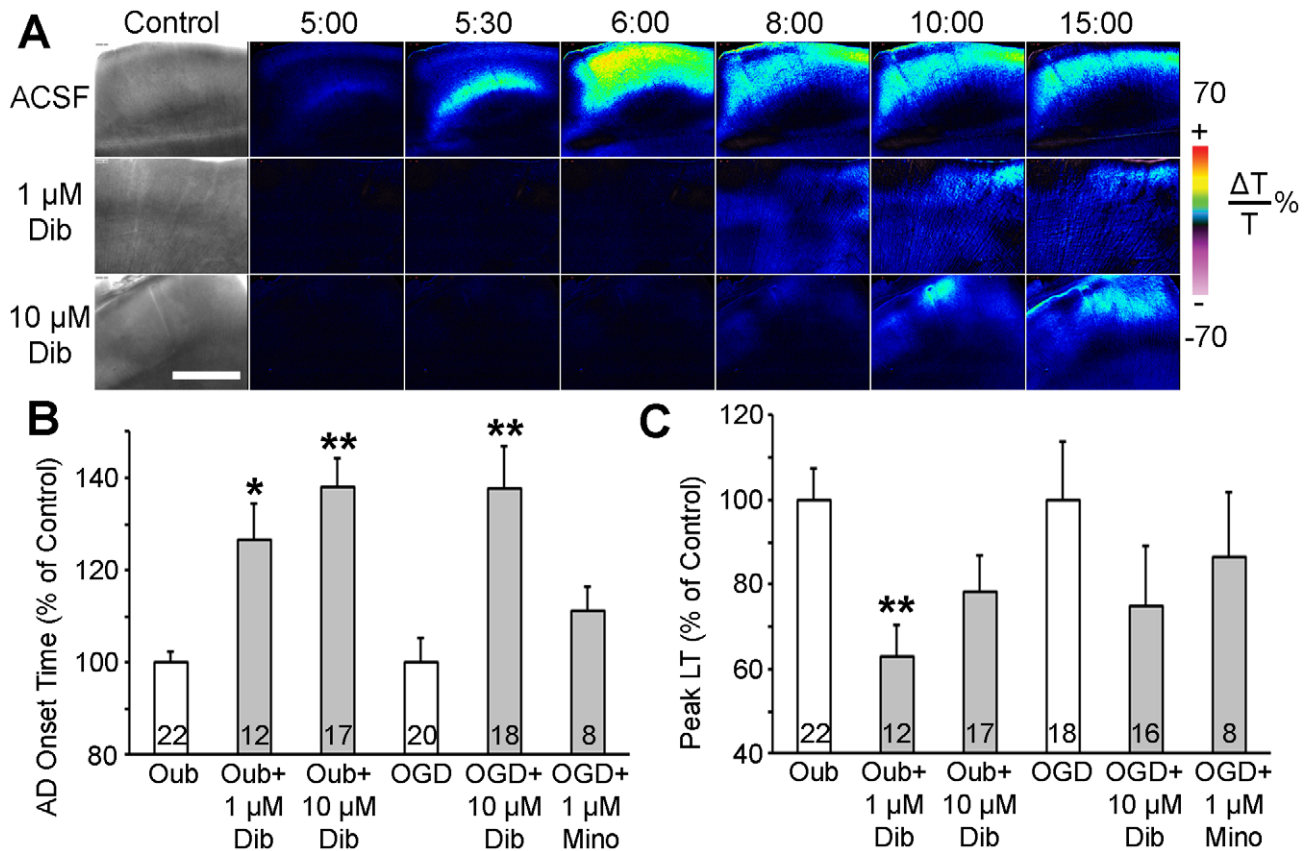 A
Control 5:00 5:30 6:00 8:00 10:00 15:00
ACSF
1 µM
Dib
10 µM
Dib
70
+
ΔT
T
%
-
-70
B
AD Onset Time (% of Control)
140
120
100
80
* ** **
22 12 17 20 18 8
Oub Oub+ Oub+ OGD OGD+ OGD+
1 µM 10 µM 10 µM 1 µM
Dib Dib Dib Mino
C
Peak LT (% of Control)
120
100
80
60
40
**
22 12 17 18 16 8
Oub Oub+ Oub+ OGD OGD+ OGD+
1 µM 10 µM 10 µM 1 µM
Dib Dib Dib Mino